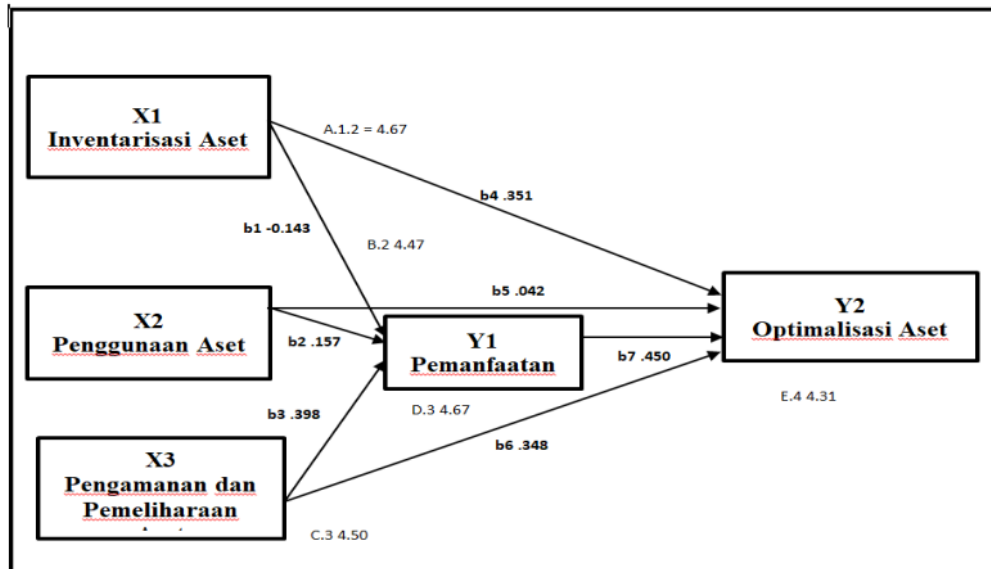 X1
Inventarisasi Aset
A.1.2 = 4.67
b4 .351
b1 -0.143
B.2 4.47
b5 .042
X2
Penggunaan Aset
b2 .157
Y1
Pemanfaatan
Y2
Optimalisasi Aset
b7 .450
b3 .398
D.3 4.67
E.4 4.31
b6 .348
X3
Pengamanan dan
Pemeliharaan
C.3 4.50